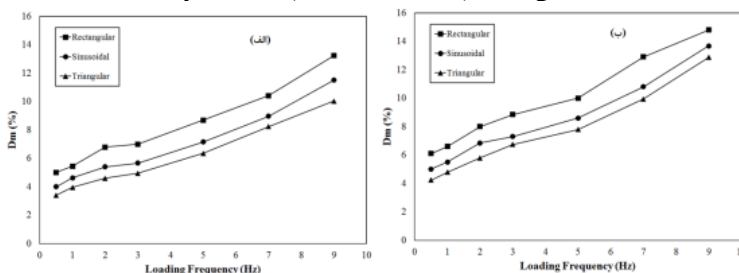 16
14
12
10
8
6
4
2
0
Dm (%)
Rectangular
Sinusoidal
Triangular
(الف)
0 1 2 3 4 5 6 7 8 9 10
Loading Frequency (Hz)
16
14
12
10
8
6
4
2
0
Dm (%)
Rectangular
Sinusoidal
Triangular
(ب)
0 1 2 3 4 5 6 7 8 9
Loading Frequency (Hz)